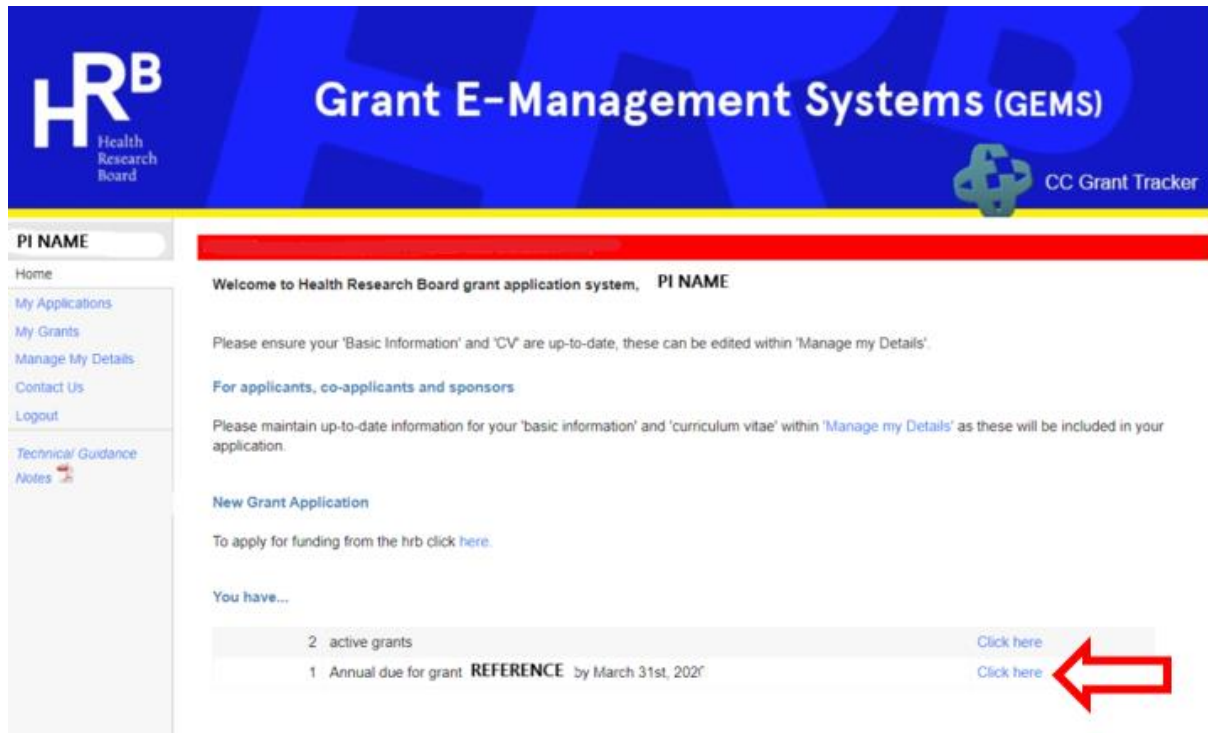 HRB
Health
Research
Board
Grant E-Management Systems (GEMS)
CC Grant Tracker
PI NAME
Home
My Applications
My Grants
Manage My Details
Contact Us
Logout
Technical Guidance
Notes
Welcome to Health Research Board grant application system, PI NAME
Please ensure your 'Basic Information' and 'CV' are up-to-date, these can be edited within 'Manage my Details'.
For applicants, co-applicants and sponsors
Please maintain up-to-date information for your 'basic information' and 'curriculum vitae' within 'Manage my Details' as these will be included in your
application.
New Grant Application
To apply for funding from the hrb click here.
You have...
2 active grants Click here
1 Annual due for grant REFERENCE by March 31st, Click here